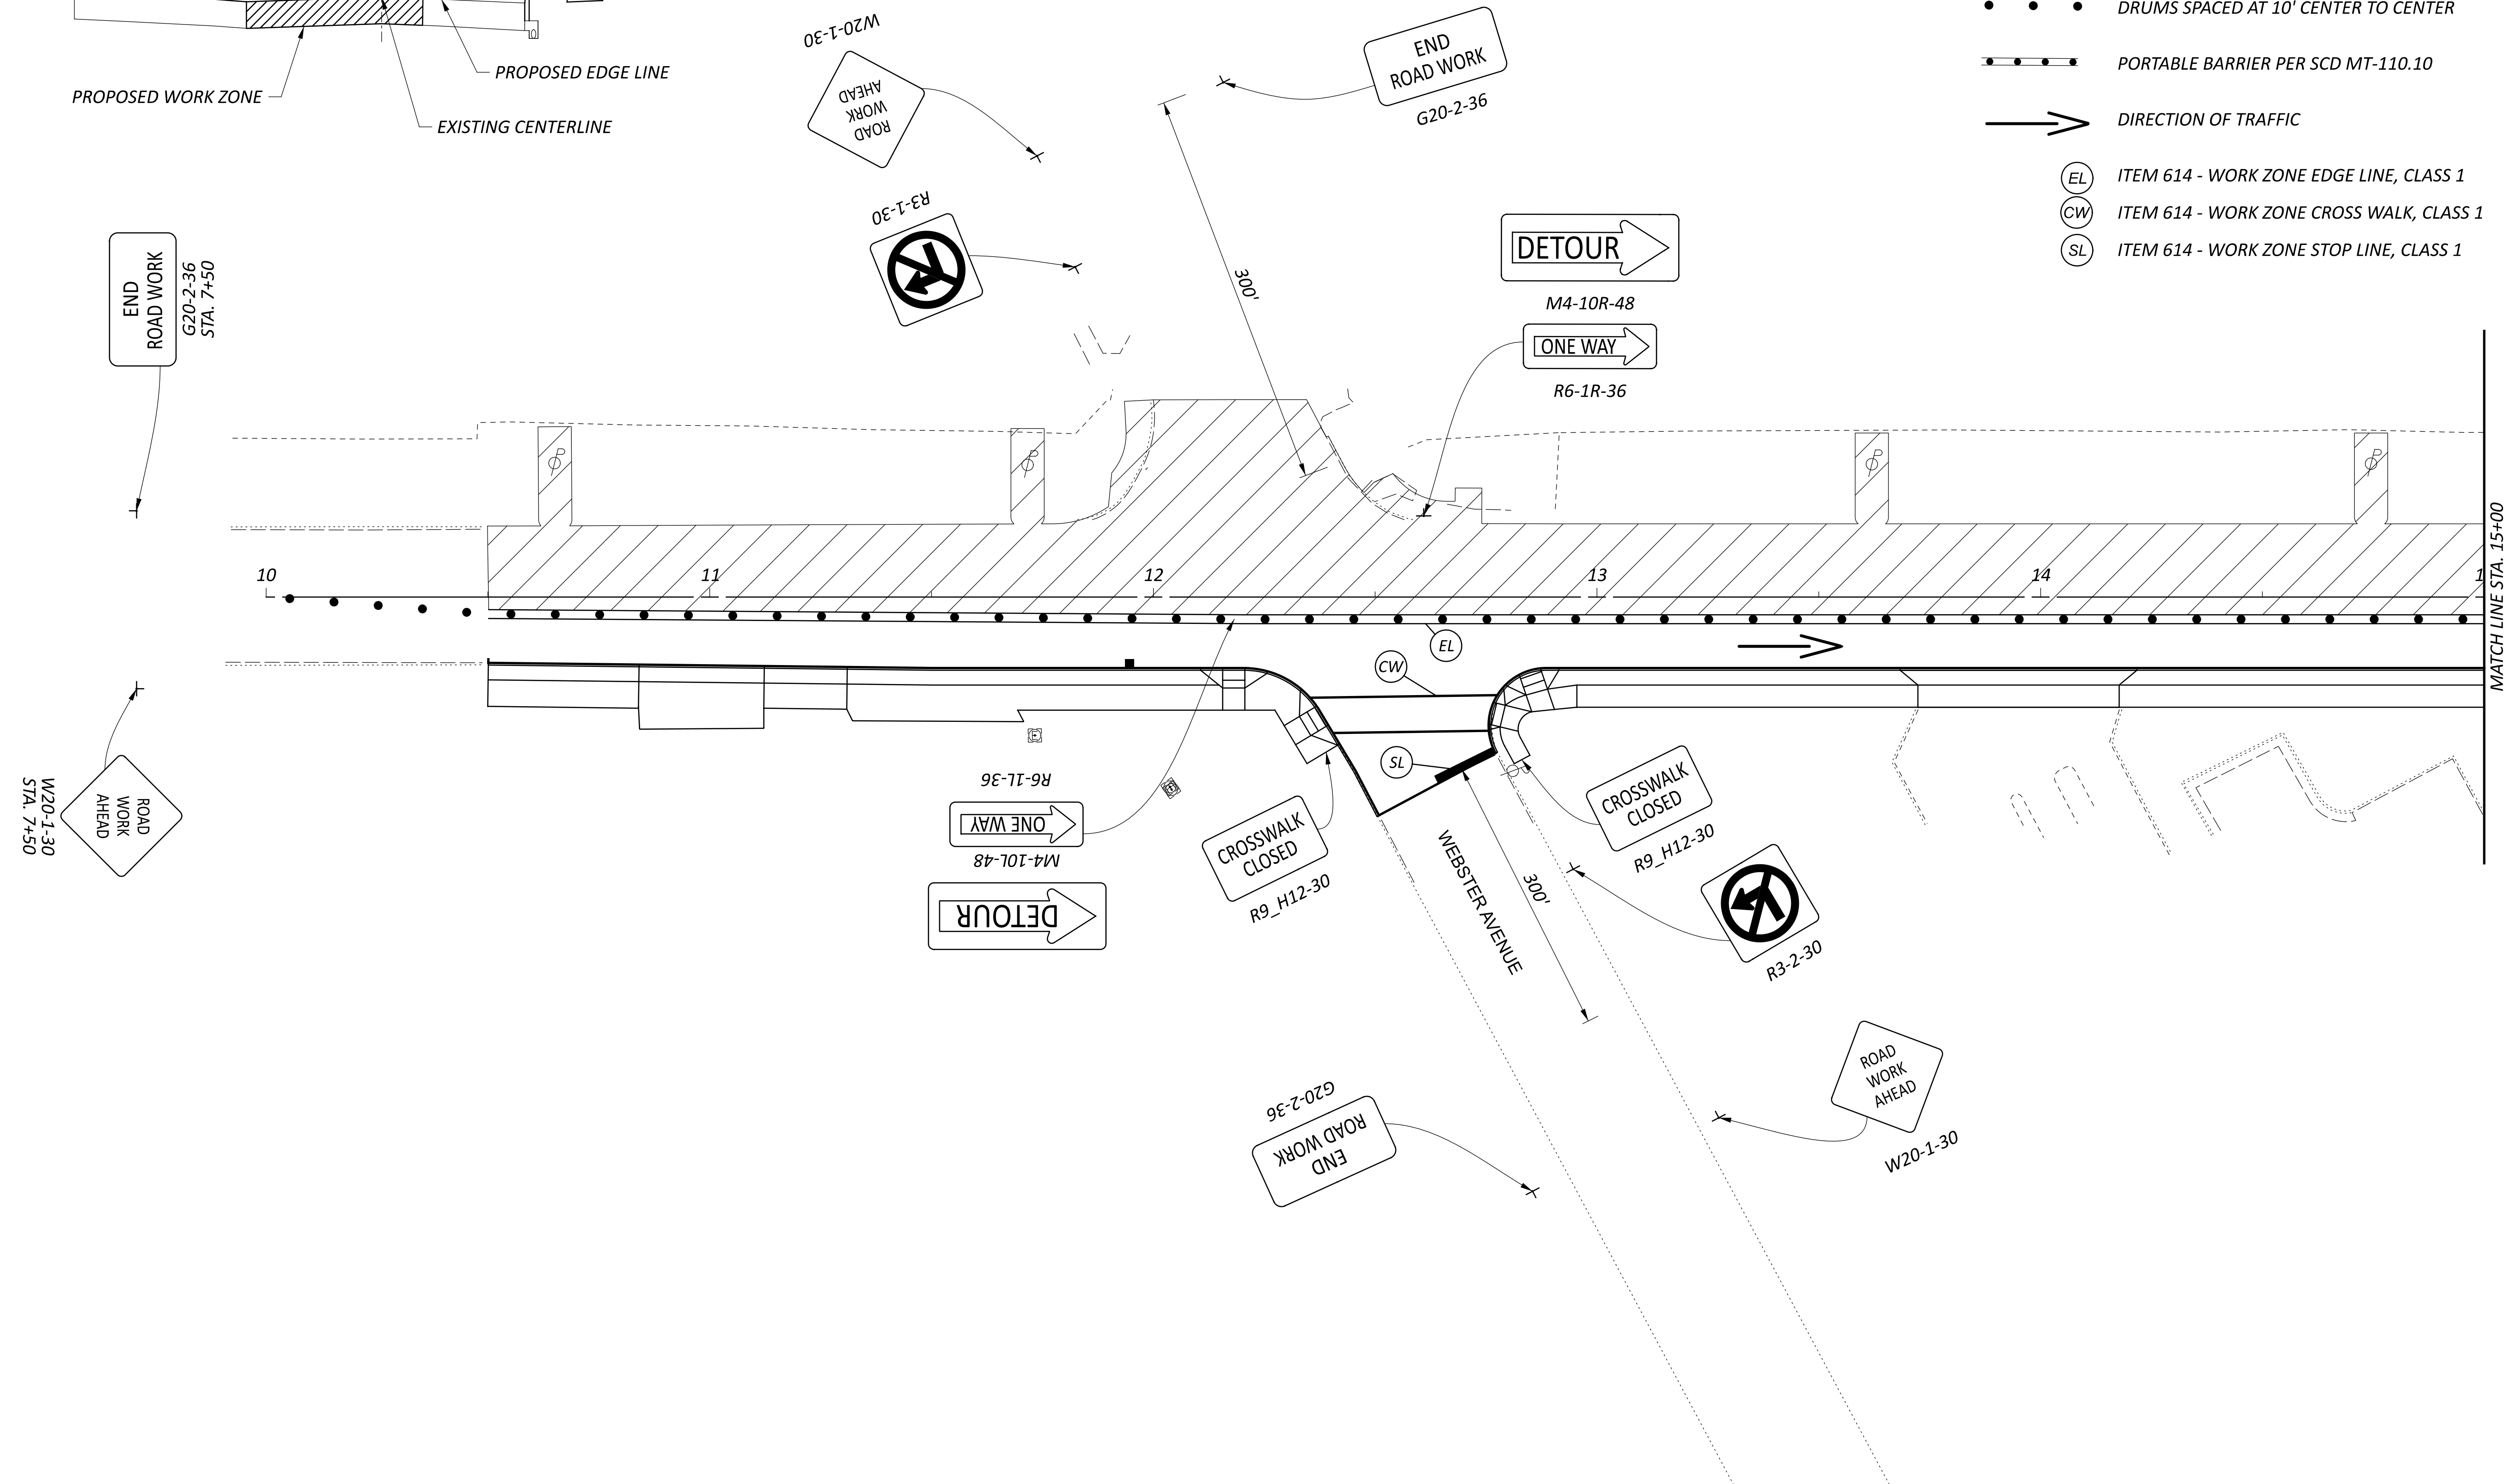 DRUMS SPACED AT 10' CENTER TO CENTER
PORTABLE BARRIER PER SCD MT-110.10
DIRECTION OF TRAFFIC
EL
ITEM 614 - WORK ZONE EDGE LINE, CLASS 1
CW
ITEM 614 - WORK ZONE CROSS WALK, CLASS 1
SL
ITEM 614 - WORK ZONE STOP LINE, CLASS 1
PROPOSED EDGE LINE
PROPOSED WORK ZONE
EXISTING CENTERLINE
W20-1-30
ROAD
WORK
AHEAD
END
ROAD WORK
G20-2-36
R3-1-30
300'
DETOUR
M4-10R-48
ONE WAY
R6-1R-36
END
ROAD WORK
G20-2-36
STA. 7+50
10
11
12
13
14
1
MATCH LINE STA. 15+00
EL
CW
SL
ROAD
WORK
AHEAD
W20-1-30
STA. 7+50
R6-1L-36
ONE WAY
M4-10L-48
DETOUR
CROSSWALK
CLOSED
R9_H12-30
WEBSTER AVENUE
300'
CROSSWALK
CLOSED
R9_H12-30
R3-2-30
ROAD
WORK
AHEAD
W20-1-30
G20-2-36
END
ROAD WORK